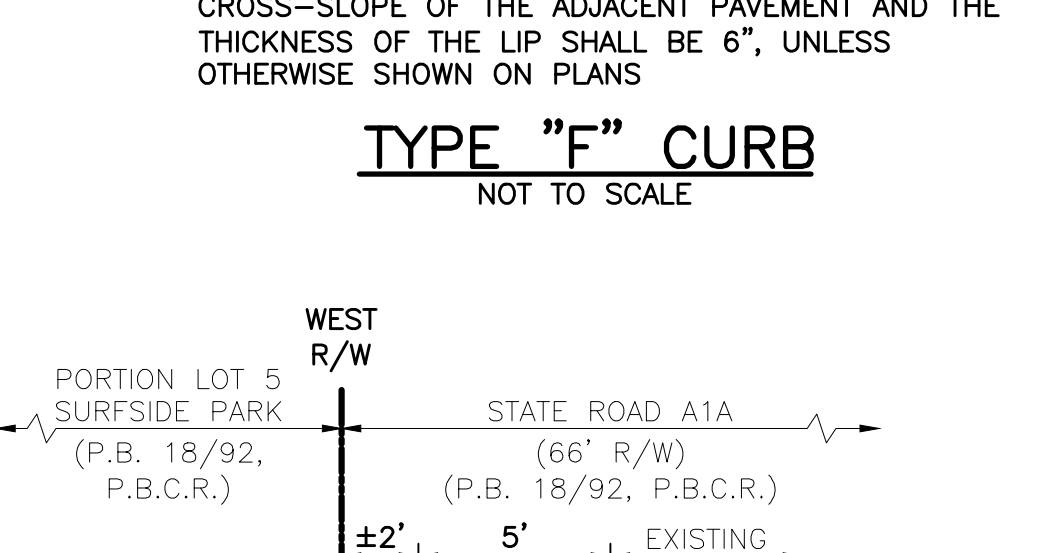 CROSS-SLOPE OF THE ADJACENT PAVEMENT AND THE
THICKNESS OF THE LIP SHALL BE 6", UNLESS
OTHERWISE SHOWN ON PLANS
TYPE "F" CURB
NOT TO SCALE
WEST
R/W
PORTION LOT 5
SURFSIDE PARK
(P.B. 18/92,
P.B.C.R.)
STATE ROAD A1A
(66' R/W)
(P.B. 18/92, P.B.C.R.)
±2' 5' EXISTING